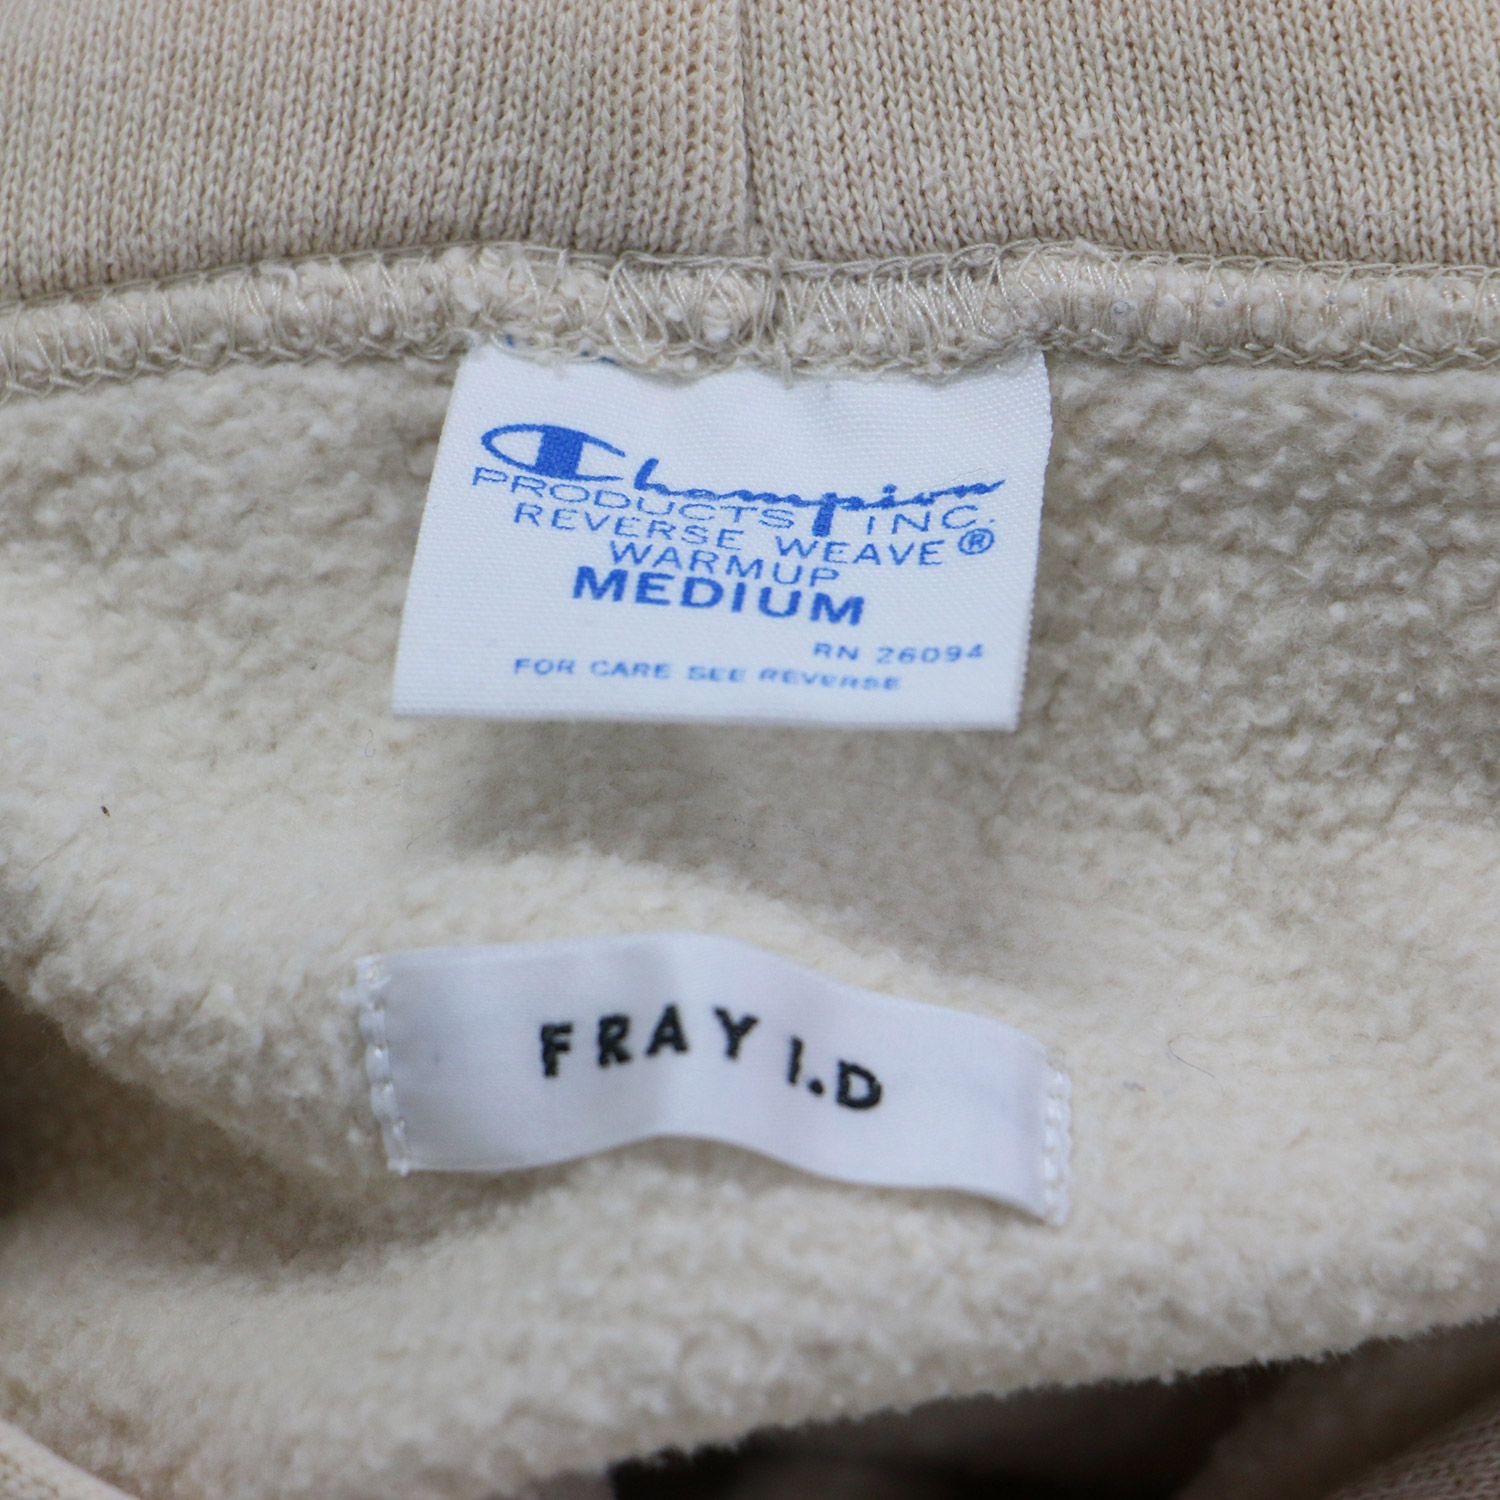 Champion
PRODUCTS INC.
REVERSE WEAVE®
WARMUP
MEDIUM
RN 26094
FOR CARE SEE REVERSE
FRAY I.D